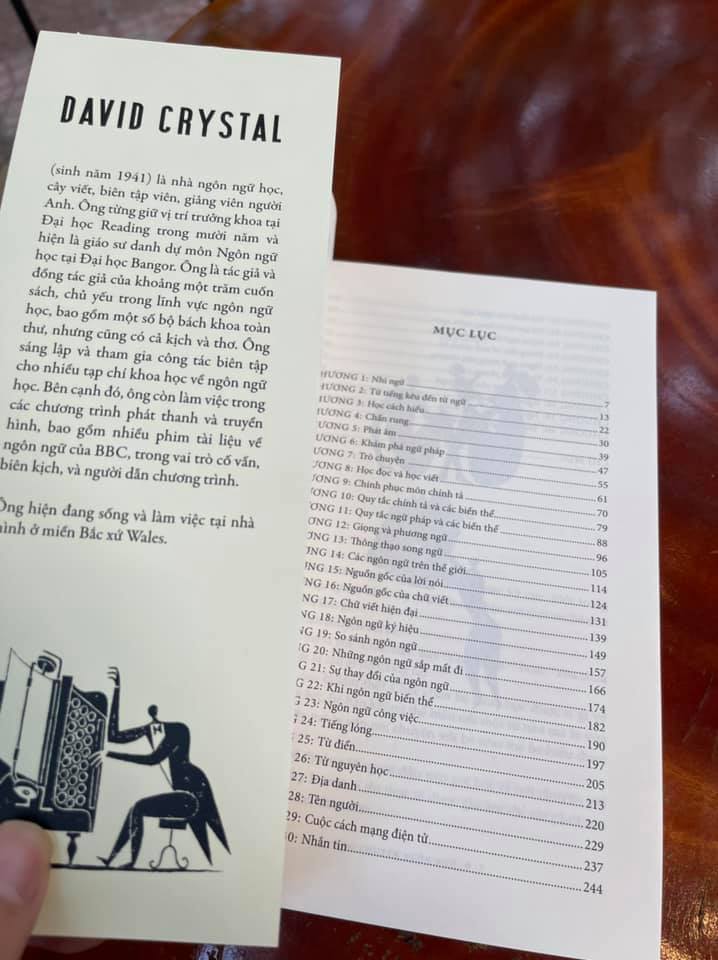 DAVID CRYSTAL
(sinh năm 1941) là nhà ngôn ngữ học,
cây viết, biên tập viên, giảng viên người
Anh. Ông từng giữ vị trí trưởng khoa tại
Đại học Reading trong mười năm và
hiện là giáo sư danh dự môn Ngôn ngữ
học tại Đại học Bangor. Ông là tác giả và
đồng tác giả của khoảng một trăm cuốn
sách, chủ yếu trong lĩnh vực ngôn ngữ
học, bao gồm một số bộ bách khoa toàn
thư, nhưng cũng có cả kịch và thơ. Ông
sáng lập và tham gia công tác biên tập
cho nhiều tạp chí khoa học về ngôn ngữ
học. Bên cạnh đó, ông còn làm việc trong
các chương trình phát thanh và truyền
hình, bao gồm nhiều phim tài liệu về
ngôn ngữ của BBC, trong vai trò cố vấn,
biên kịch, và người dẫn chương trình.
Ông hiện đang sống và làm việc tại nhà
mình ở miền Bắc xứ Wales.
MỤC LỤC
HƯƠNG 1: Nhi ngữ 7
HƯƠNG 2: Từ tiếng kêu đến từ ngữ 13
HƯƠNG 3: Học cách hiểu 22
HƯƠNG 4: Chấn rung 30
ƯƠNG 5: Phát âm 39
ƯƠNG 6: Khám phá ngữ pháp 47
ƯƠNG 7: Trò chuyện 55
ƯƠNG 8: Học đọc và học viết 61
ƯƠNG 9: Chinh phục môn chính tả 70
ƯƠNG 10: Quy tắc chính tả và các biến thể 79
ƯƠNG 11: Quy tắc ngữ pháp và các biến thể 88
ƠNG 12: Giọng và phương ngữ 96
ƠNG 13: Thông thạo song ngữ 105
ƠNG 14: Các ngôn ngữ trên thế giới 114
ƠNG 15: Nguồn gốc của lời nói 124
ƠNG 16: Nguồn gốc của chữ viết 131
NG 17: Chữ viết hiện đại 139
NG 18: Ngôn ngữ ký hiệu 149
NG 19: So sánh ngôn ngữ 157
NG 20: Những ngôn ngữ sắp mất đi 166
G 21: Sự thay đổi của ngôn ngữ 174
G 22: Khi ngôn ngữ biến thể 182
G 23: Ngôn ngữ công việc 190
G 24: Tiếng lóng 197
25: Từ điển 205
26: Từ nguyên học 213
27: Địa danh 220
28: Tên người 229
29: Cuộc cách mạng điện tử 237
30: Nhắn tin 244